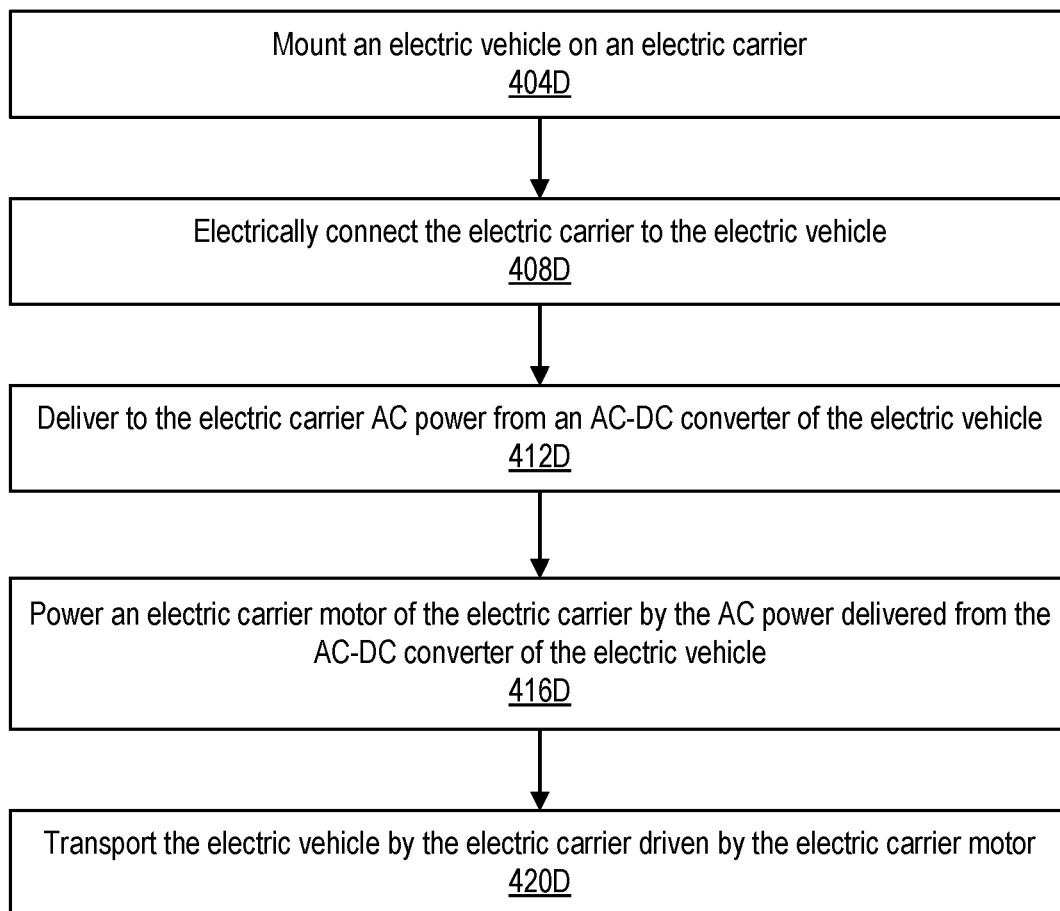 Mount an electric vehicle on an electric carrier
404D
Electrically connect the electric carrier to the electric vehicle
408D
Deliver to the electric carrier AC power from an AC-DC converter of the electric vehicle
412D
Power an electric carrier motor of the electric carrier by the AC power delivered from the
AC-DC converter of the electric vehicle
416D
Transport the electric vehicle by the electric carrier driven by the electric carrier motor
420D